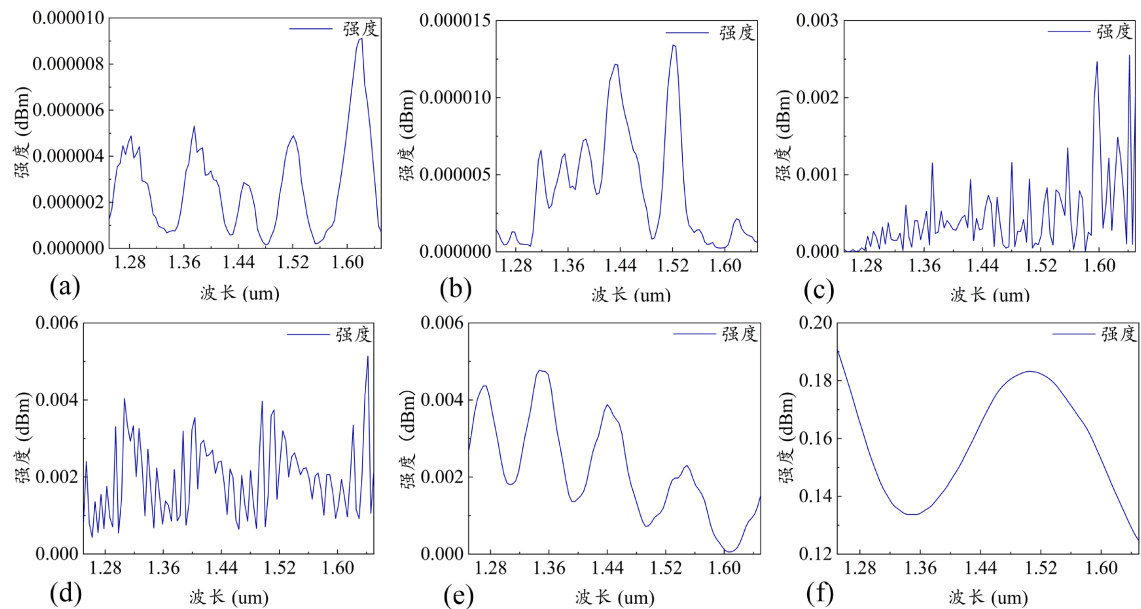 0.000010
强度
0.000008
0.000006
0.000004
0.000002
0.000000
强度 (dBm)
1.28 1.36 1.44 1.52 1.60
波长 (um)
(a)
0.000015
强度
0.000010
0.000005
0.000000
强度 (dBm)
1.28 1.36 1.44 1.52 1.60
波长 (um)
(b)
0.003
强度
0.002
0.001
0.000
强度 (dBm)
1.28 1.36 1.44 1.52 1.60
波长 (um)
(c)
0.006
强度
0.004
0.002
0.000
强度 (dBm)
1.28 1.36 1.44 1.52 1.60
波长 (um)
(d)
0.006
强度
0.004
0.002
0.000
强度（dBm）
1.28 1.36 1.44 1.52 1.60
波长 (um)
(e)
0.20
强度
0.18
0.16
0.14
0.12
强度 (dBm)
1.28 1.36 1.44 1.52 1.60
波长 (um)
(f)